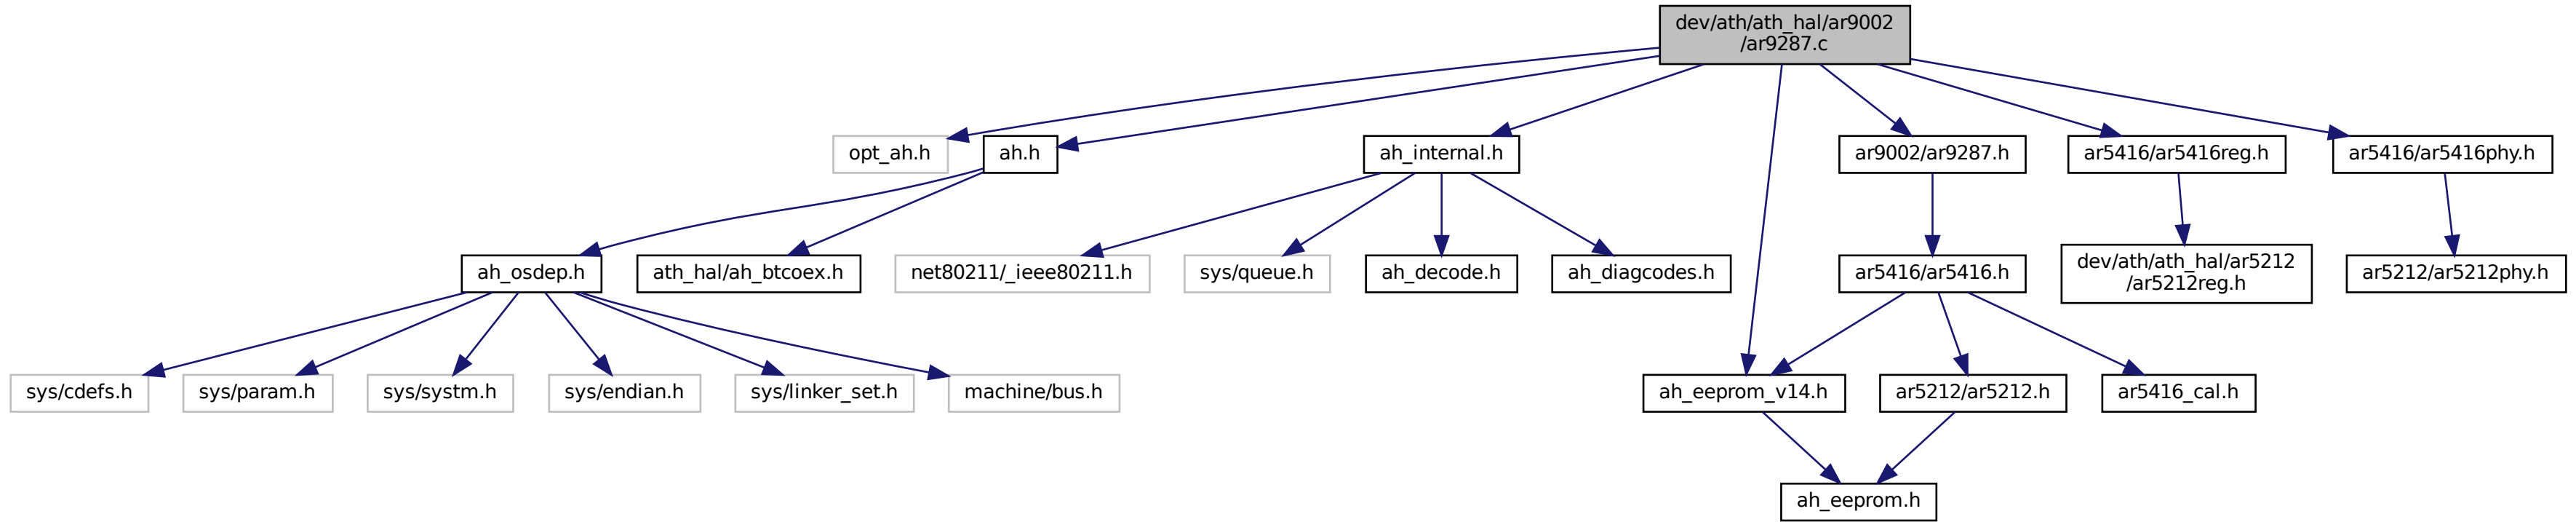 dev/ath/ath_hal/ar9002
/ar9287.c
opt_ah.h
ah.h
ah_internal.h
ar9002/ar9287.h
ar5416/ar5416reg.h
ar5416/ar5416phy.h
ah_osdep.h
ath_hal/ah_btcoex.h
net80211/_ieee80211.h
sys/queue.h
ah_decode.h
ah_diagcodes.h
ar5416/ar5416.h
dev/ath/ath_hal/ar5212
/ar5212reg.h
ar5212/ar5212phy.h
sys/cdefs.h
sys/param.h
sys/systm.h
sys/endian.h
sys/linker_set.h
machine/bus.h
ah_eeprom_v14.h
ar5212/ar5212.h
ar5416_cal.h
ah_eeprom.h